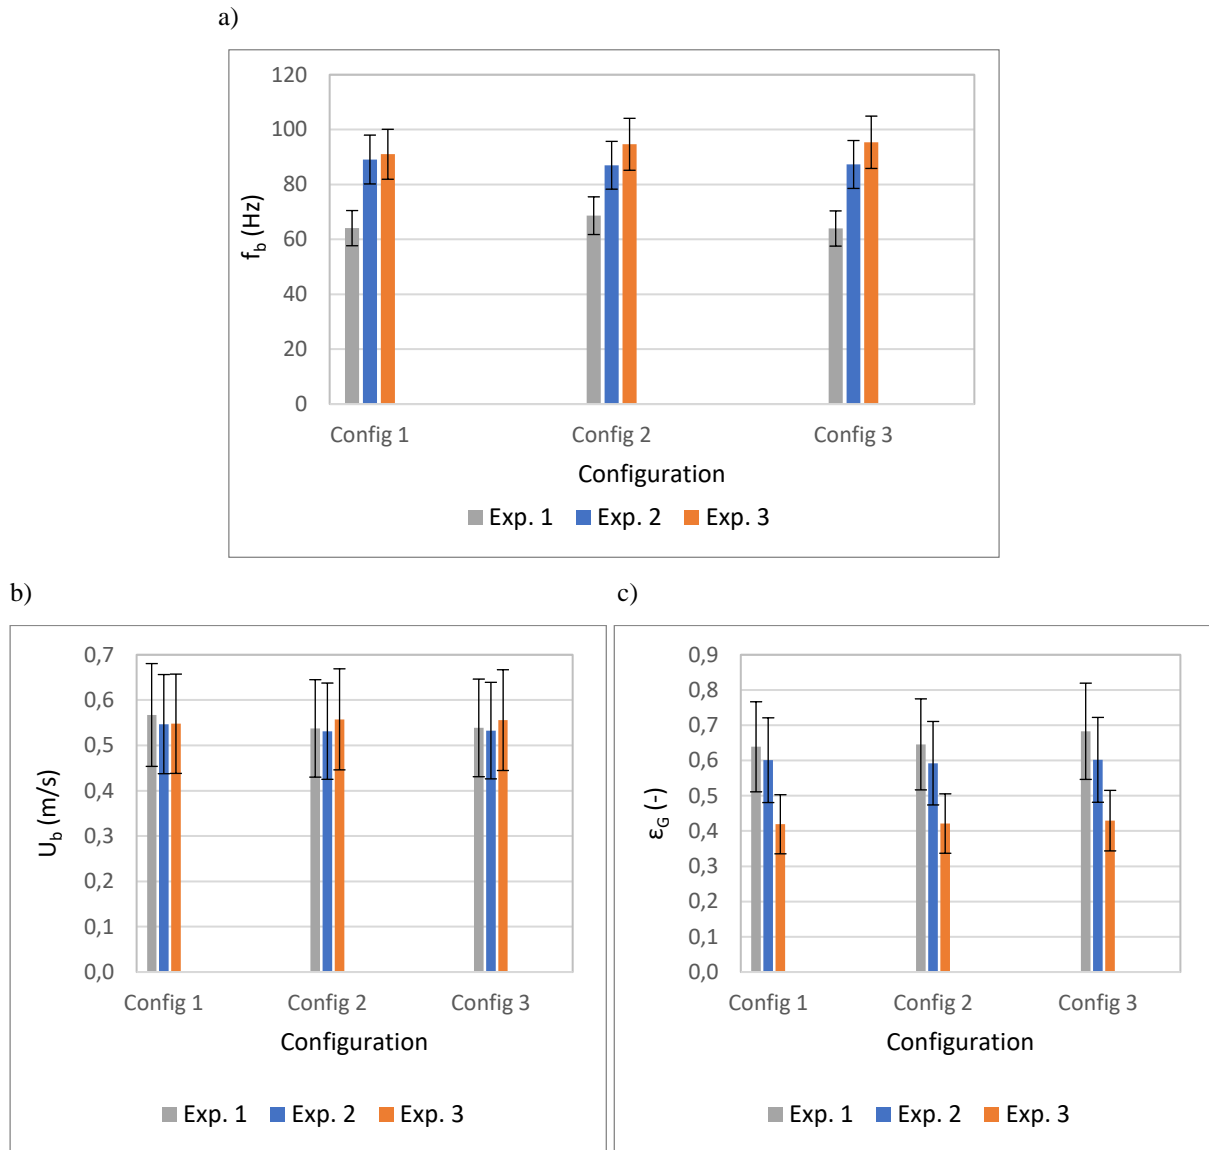 a)
120
100
80
60
40
20
0
f_b (Hz)
Config 1 Config 2 Config 3
Configuration
Exp. 1 Exp. 2 Exp. 3
b)
0,7
0,6
0,5
0,4
0,3
0,2
0,1
0,0
U_b (m/s)
Config 1 Config 2 Config 3
Configuration
Exp. 1 Exp. 2 Exp. 3
c)
0,9
0,8
0,7
0,6
0,5
0,4
0,3
0,2
0,1
0,0
ε_G (-)
Config 1 Config 2 Config 3
Configuration
Exp. 1 Exp. 2 Exp. 3